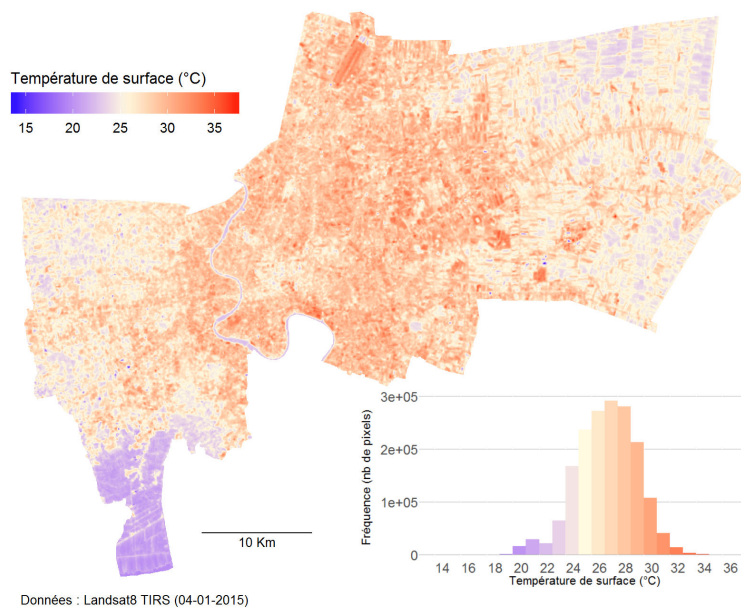 Température de surface (°C)
15 20 25 30 35
10 Km
Fréquence (nb de pixels)
3e+05
2e+05
1e+05
0
14 16 18 20 22 24 26 28 30 32 34 36
Température de surface (°C)
Données : Landsat8 TIRS (04-01-2015)